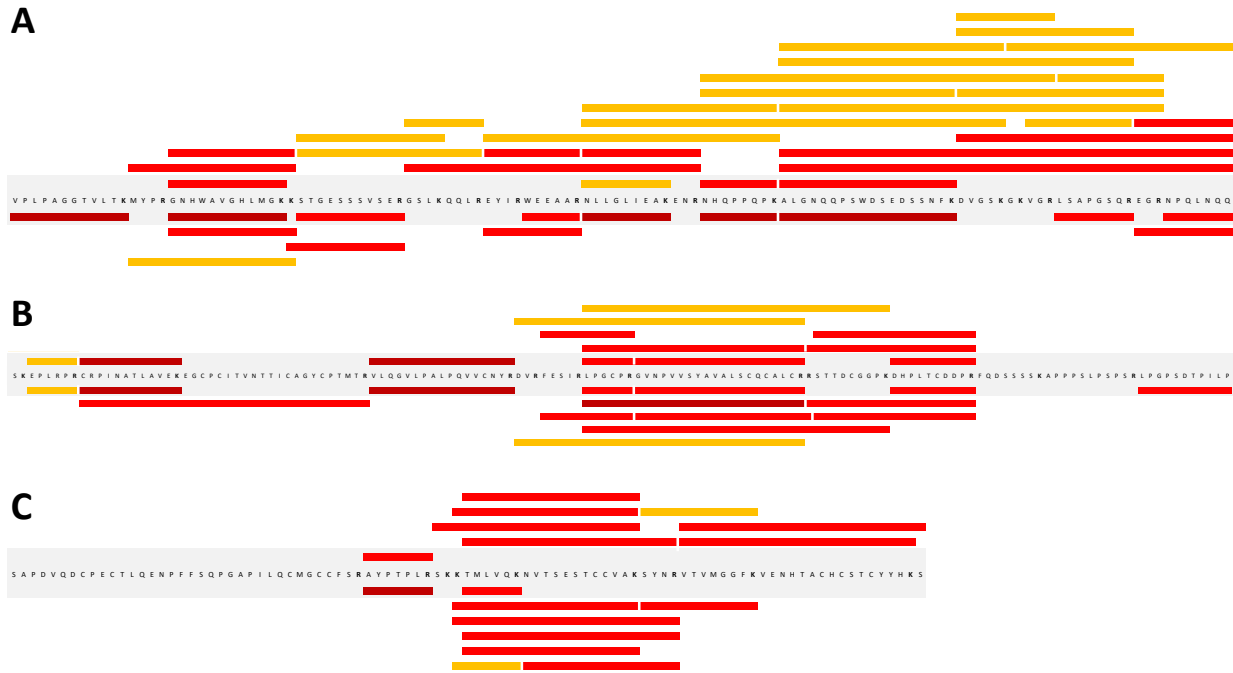 A
V P L P A G G T V L T K M Y P R G N H W A V G H L M G K K S T G E S S S V S E R G S L K Q Q L R E Y I R W E E A A R N L L G L I E A K E N R N H Q P P Q P K A L G N Q Q P S W D S E D S S N F K D V G S K G K V G R L S A P G S Q R E G R N P Q L N Q Q
B
S K E P L R P R C R P I N A T L A V E K E G C P C I T V N T T I C A G Y C P T M T R V L Q G V L P A L P Q V V C N Y R D V R F E S I R L P G C P R G V N P V V S Y A V A L S C Q C A L C R R S T T D C G G P K D H P L T C D D P R F Q D S S S S K A P P P S L P S P S R L P G P S D T P I L P
C
S A P D V Q D C P E C T L Q E N P F F S Q P G A P I L Q C M G C C F S R A Y P T P L R S K K T M L V Q K N V T S E S T C C V A K S Y N R V T V M G G F K V E N H T A C H C S T C Y Y H K S